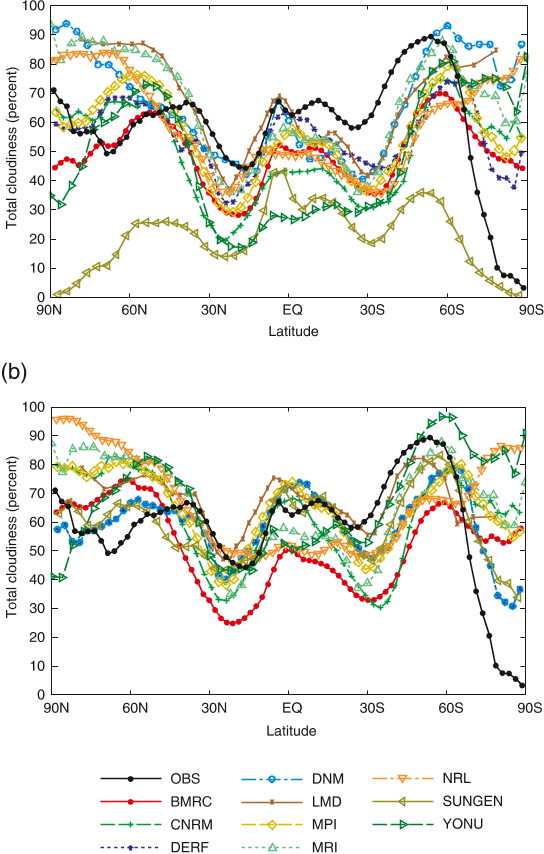 100
90
80
70
60
50
40
30
20
10
0
Total cloudiness (percent)
90N 60N 30N EQ 30S 60S 90S
Latitude
(b)
100
90
80
70
60
50
40
30
20
10
0
Total cloudiness (percent)
90N 60N 30N EQ 30S 60S 90S
Latitude
OBS DNM NRL
BMRC LMD SUNGEN
CNRM MPI YONU
DERF MRI